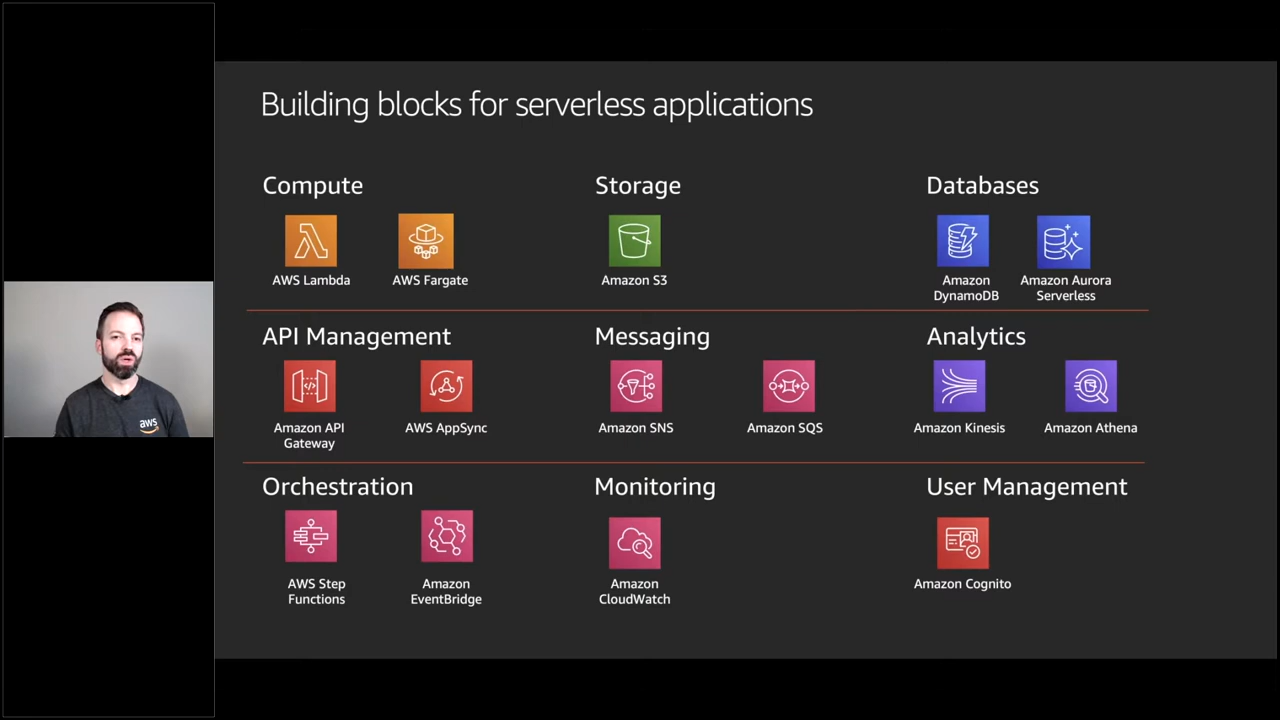 Building blocks for serverless applications
Compute
Storage
Databases
AWS Lambda
AWS Fargate
Amazon S3
Amazon
DynamoDB
Amazon Aurora
Serverless
API Management
Messaging
Analytics
Amazon API
Gateway
AWS AppSync
Amazon SNS
Amazon SQS
Amazon Kinesis
Amazon Athena
Orchestration
Monitoring
User Management
AWS Step
Functions
Amazon
EventBridge
Amazon
CloudWatch
Amazon Cognito
aws